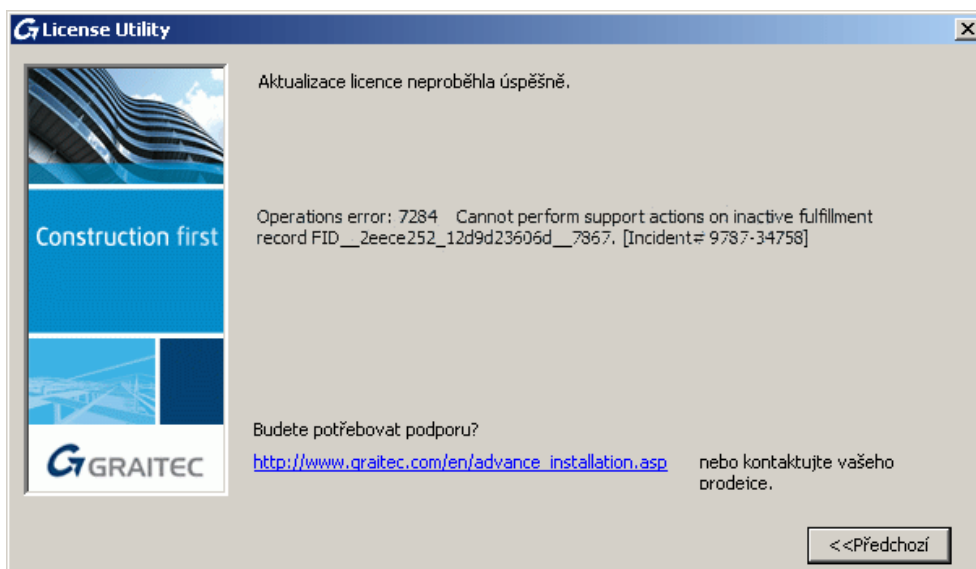 License Utility
Aktualizace licence neproběhla úspěšně.
Operations error: 7284 Cannot perform support actions on inactive fulfillment
record FID__2eece252_12d9d23606d__7867. [Incident# 9787-34758]
Construction first
GRAITEC
Budete potřebovat podporu?
http://www.graitec.com/en/advance_installation.asp nebo kontaktujte vašeho
prodejce.
<<Předchozí